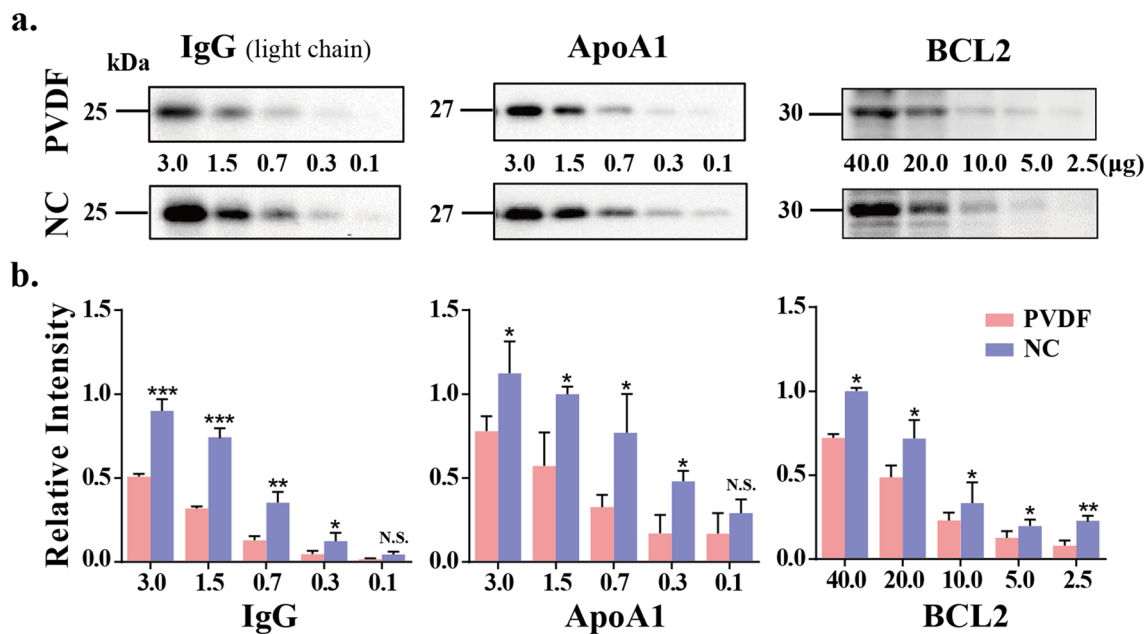 a.
IgG (light chain)
ApoA1
BCL2
kDa
PVDF
25
27
30
3.0 1.5 0.7 0.3 0.1
3.0 1.5 0.7 0.3 0.1
40.0 20.0 10.0 5.0 2.5(μg)
NC
25
27
30
b.
Relative Intensity
1.5
1.0
0.5
0.0
***
***
**
*
N.S.
3.0 1.5 0.7 0.3 0.1
IgG
1.5
1.0
0.5
0.0
*
*
*
*
N.S.
3.0 1.5 0.7 0.3 0.1
ApoA1
1.5
1.0
0.5
0.0
PVDF
NC
*
*
*
*
**
40.0 20.0 10.0 5.0 2.5
BCL2